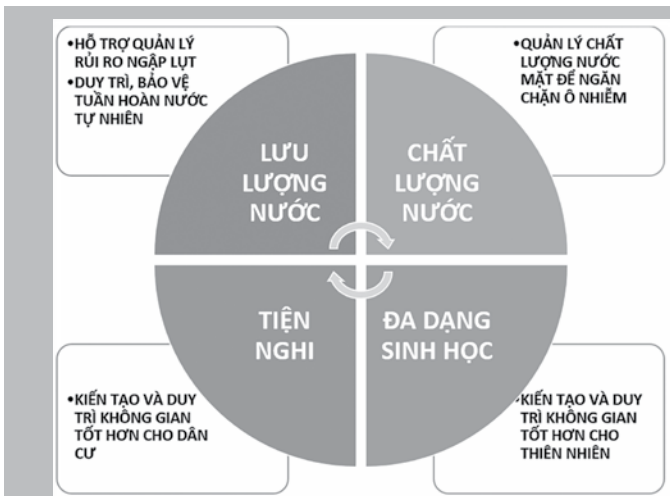 •HỖ TRỢ QUẢN LÝ
RỦI RO NGẬP LỤT
•DUY TRÌ, BẢO VỆ
TUẦN HOÀN NƯỚC
TỰ NHIÊN
•QUẢN LÝ CHẤT
LƯỢNG NƯỚC
MẶT ĐỂ NGĂN
CHẶN Ô NHIỄM
LƯU
LƯỢNG
NƯỚC
CHẤT
LƯỢNG
NƯỚC
TIỆN
NGHI
ĐA DẠNG
SINH HỌC
•KIẾN TẠO VÀ DUY
TRÌ KHÔNG GIAN
TỐT HƠN CHO DÂN
CƯ
•KIẾN TẠO VÀ DUY
TRÌ KHÔNG GIAN
TỐT HƠN CHO
THIÊN NHIÊN